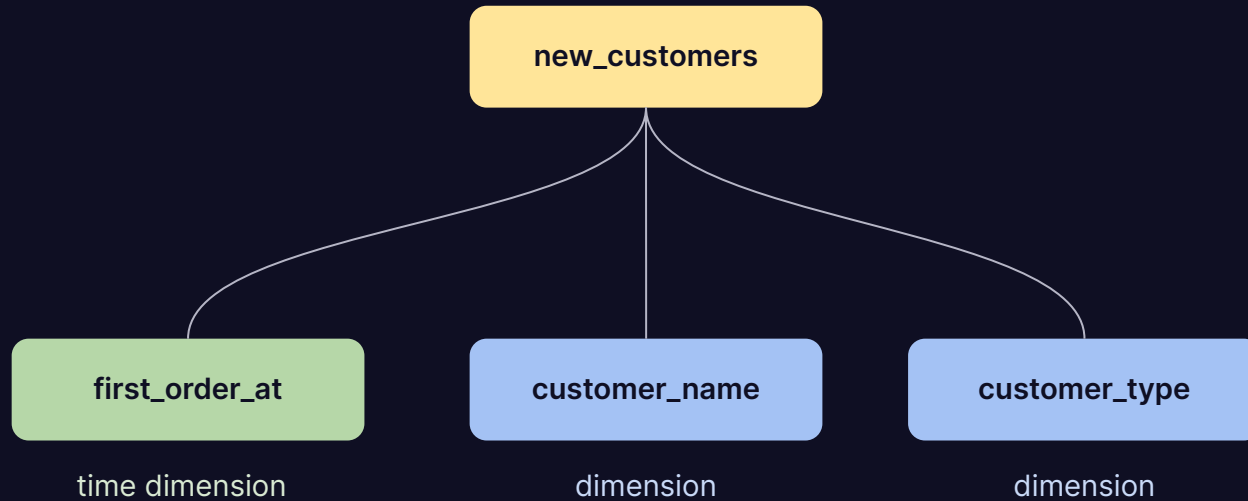 new_customers
first_order_at
customer_name
customer_type
time dimension
dimension
dimension